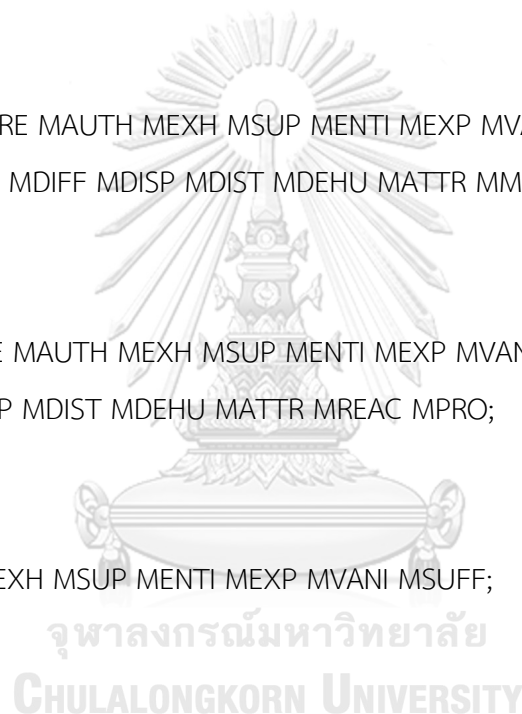 RE MAUTH MEXH MSUP MENTI MEXP MVA
MDIFF MDISP MDIST MDEHU MATTR MM
E MAUTH MEXH MSUP MENTI MEXP MVAN
P MDIST MDEHU MATTR MREAC MPRO;
EXH MSUP MENTI MEXP MVANI MSUFF;
จุฬาลงกรณ์มหาวิทยาลัย
CHULALONGKORN UNIVERSITY